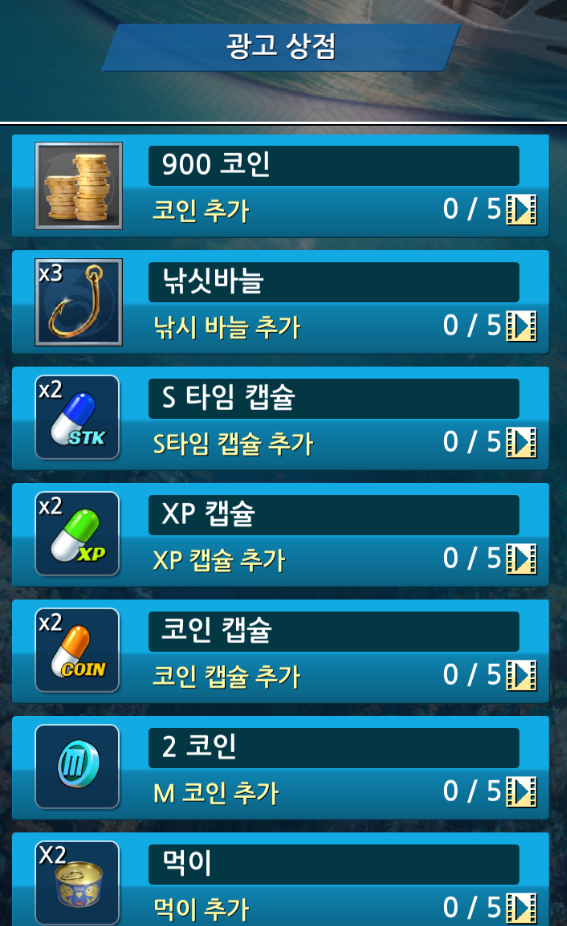 광고 상점
900 코인
코인 추가
0 / 5
x3
낚싯바늘
낚시 바늘 추가
0 / 5
x2
STK
S 타임 캡슐
S타임 캡슐 추가
0 / 5
x2
XP
XP 캡슐
XP 캡슐 추가
0 / 5
x2
COIN
코인 캡슐
코인 캡슐 추가
0 / 5
M
2 코인
M 코인 추가
0 / 5
X2
먹이
먹이 추가
0 / 5